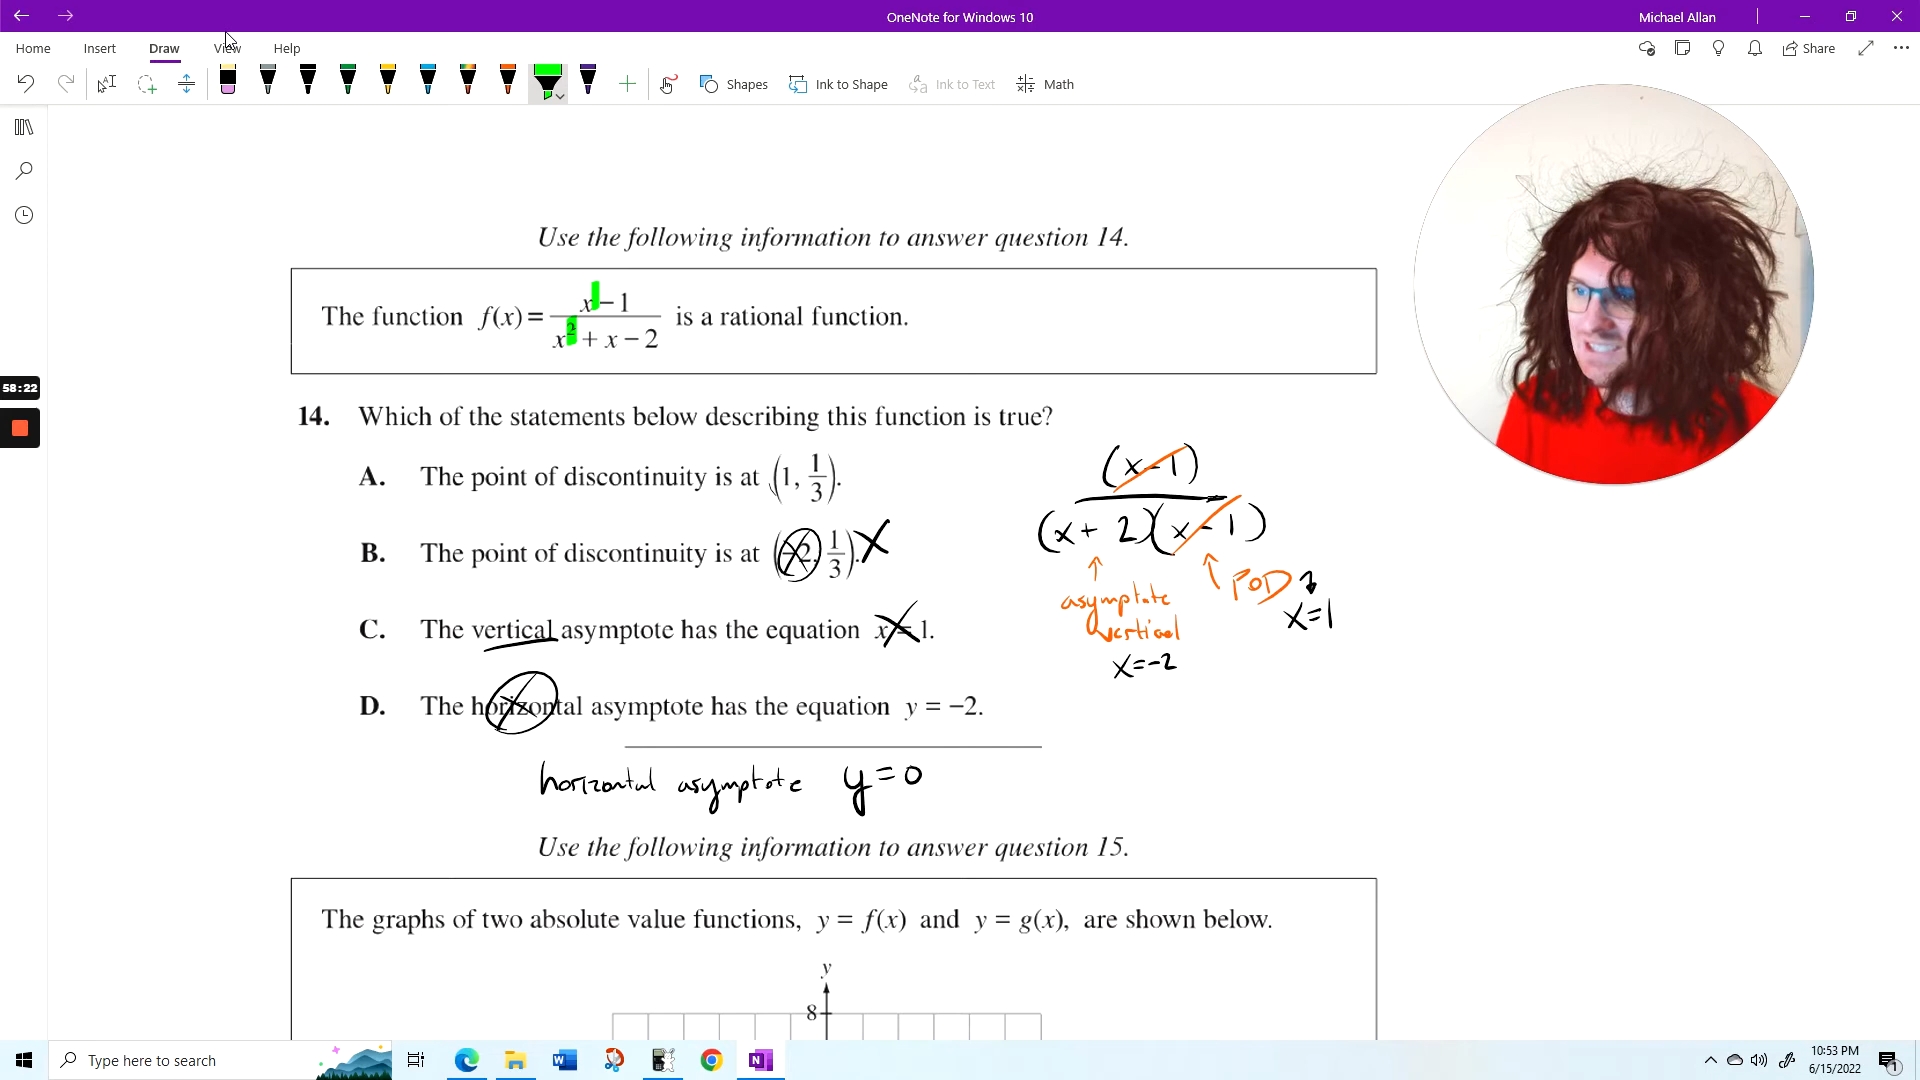 OneNote for Windows 10
Michael Allan
Home Insert Draw View Help
Share
Shapes Ink to Shape Ink to Text Math
58:22
Use the following information to answer question 14.
The function f(x) = (x − 1)/(x² + x − 2) is a rational function.
14. Which of the statements below describing this function is true?
A. The point of discontinuity is at (1, 1/3).
B. The point of discontinuity is at (−2, 1/3). X
C. The vertical asymptote has the equation x = 1.
D. The horizontal asymptote has the equation y = −2.
(x − 1)
(x + 2)(x − 1)
asymptote
vertical
x = −2
POD
x = 1
horizontal asymptote y = 0
Use the following information to answer question 15.
The graphs of two absolute value functions, y = f(x) and y = g(x), are shown below.
y
8
Type here to search
10:53 PM
6/15/2022
1